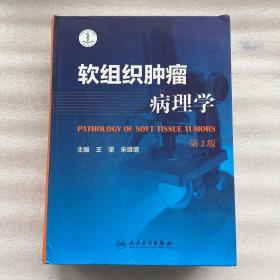 软组织肿瘤
病理学
PATHOLOGY OF SOFT TISSUE TUMORS
第2版
主编 王 坚 朱雄增
人民卫生出版社